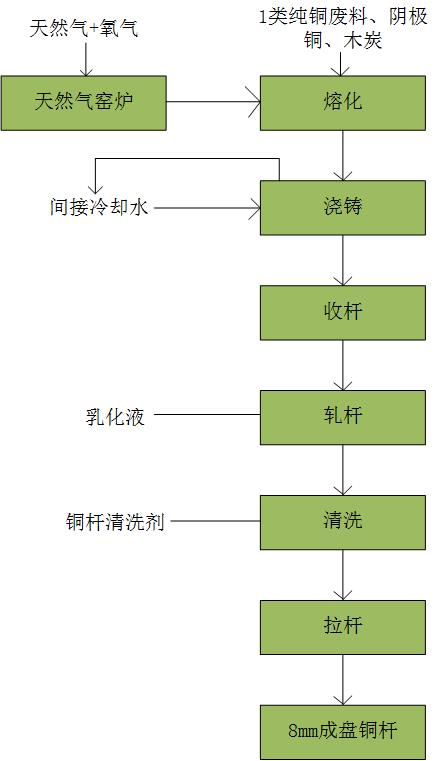 天然气+氧气
1类纯铜废料、阴极
铜、木炭
天然气窑炉
熔化
间接冷却水
浇铸
收杆
乳化液
轧杆
铜杆清洗剂
清洗
拉杆
8mm成盘铜杆